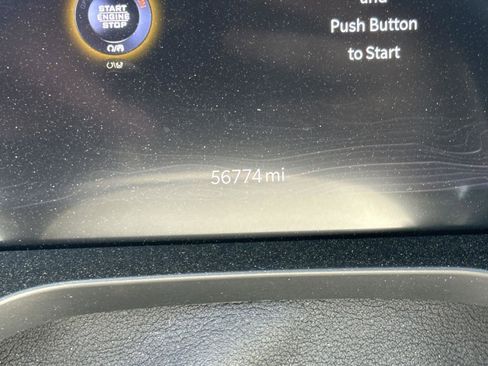 START
ENGINE
STOP
and
Push Button
to Start
56774 mi